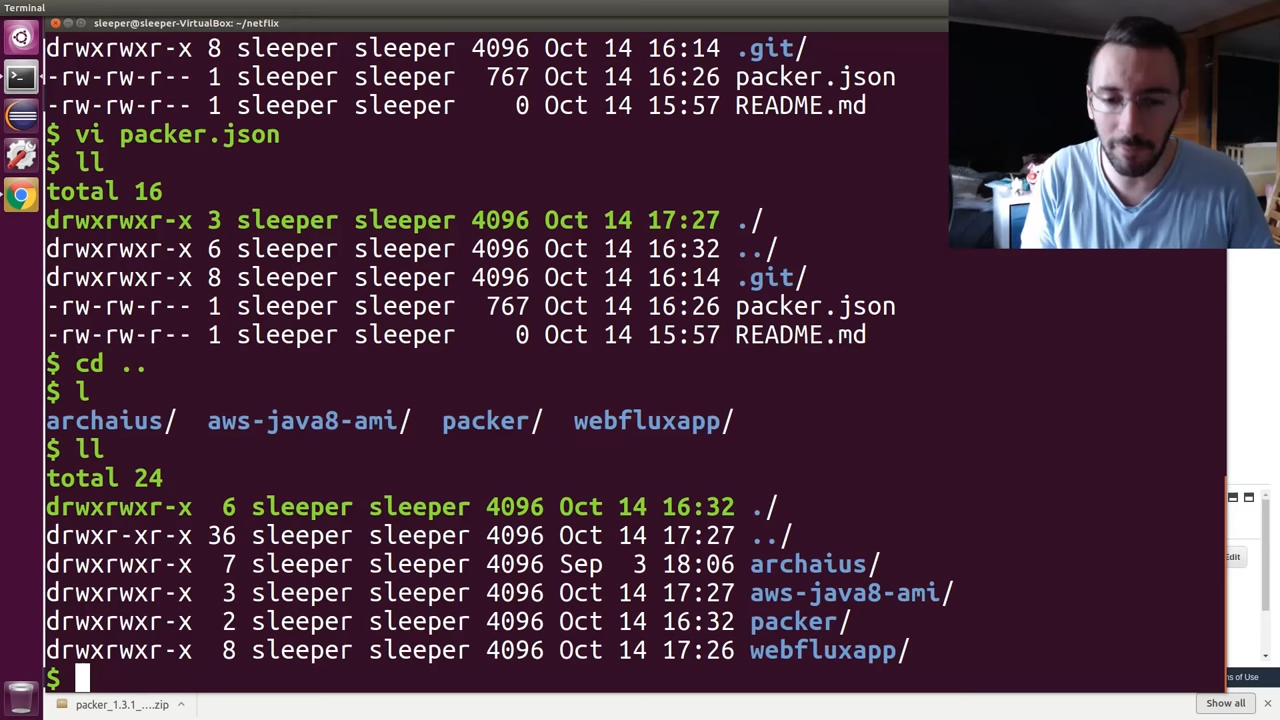 Terminal
sleeper@sleeper-VirtualBox: ~/netflix
drwxrwxr-x 8 sleeper sleeper 4096 Oct 14 16:14 .git/
-rw-rw-r-- 1 sleeper sleeper  767 Oct 14 16:26 packer.json
-rw-rw-r-- 1 sleeper sleeper    0 Oct 14 15:57 README.md
$ vi packer.json
$ ll
total 16
drwxrwxr-x 3 sleeper sleeper 4096 Oct 14 17:27 ./
drwxrwxr-x 6 sleeper sleeper 4096 Oct 14 16:32 ../
drwxrwxr-x 8 sleeper sleeper 4096 Oct 14 16:14 .git/
-rw-rw-r-- 1 sleeper sleeper  767 Oct 14 16:26 packer.json
-rw-rw-r-- 1 sleeper sleeper    0 Oct 14 15:57 README.md
$ cd ..
$ l
archaius/  aws-java8-ami/  packer/  webfluxapp/
$ ll
total 24
drwxrwxr-x  6 sleeper sleeper 4096 Oct 14 16:32 ./
drwxr-xr-x 36 sleeper sleeper 4096 Oct 14 17:27 ../
drwxrwxr-x  7 sleeper sleeper 4096 Sep  3 18:06 archaius/
drwxrwxr-x  3 sleeper sleeper 4096 Oct 14 17:27 aws-java8-ami/
drwxrwxr-x  2 sleeper sleeper 4096 Oct 14 16:32 packer/
drwxrwxr-x  8 sleeper sleeper 4096 Oct 14 17:26 webfluxapp/
$
Edit
ns of Use
packer_1.3.1_....zip
Show all